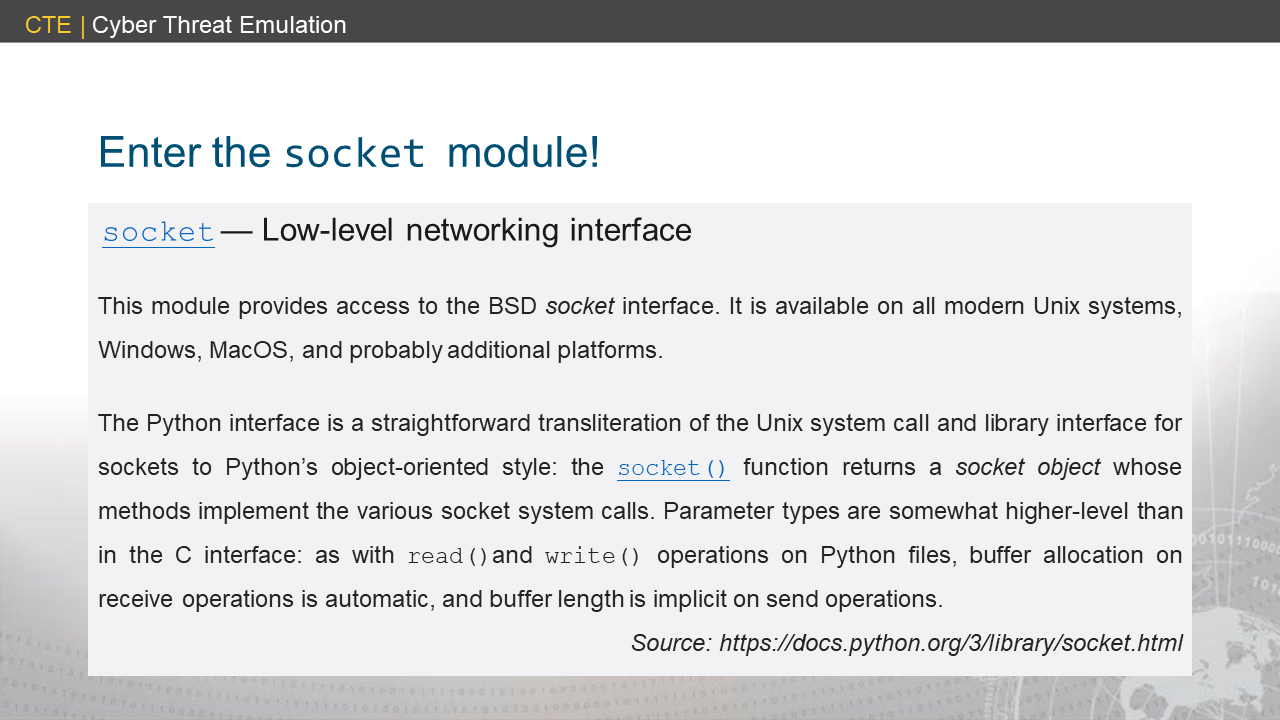 CTE | Cyber Threat Emulation
Enter the socket module!
socket — Low-level networking interface
This module provides access to the BSD socket interface. It is available on all modern Unix systems,
Windows, MacOS, and probably additional platforms.
The Python interface is a straightforward transliteration of the Unix system call and library interface for
sockets to Python’s object-oriented style: the socket() function returns a socket object whose
methods implement the various socket system calls. Parameter types are somewhat higher-level than
in the C interface: as with read() and write() operations on Python files, buffer allocation on
receive operations is automatic, and buffer length is implicit on send operations.
Source: https://docs.python.org/3/library/socket.html